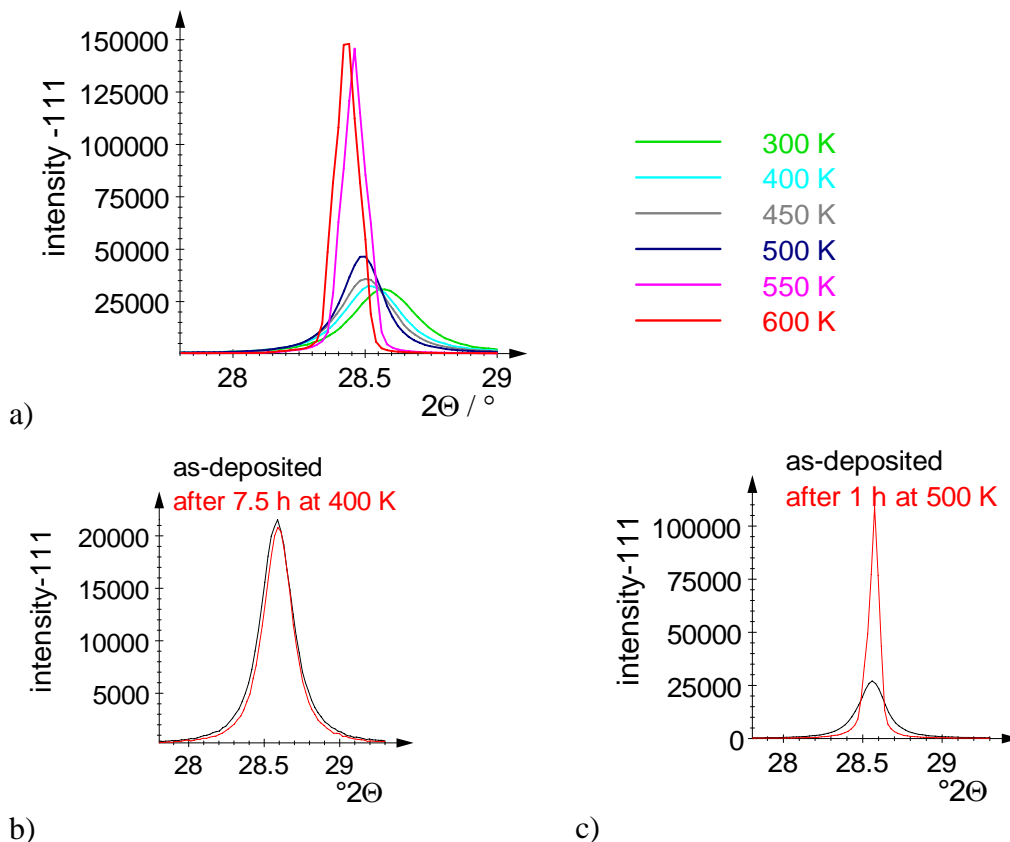 150000
125000
100000
75000
50000
25000
intensity -111
28 28.5 29
2Θ / °
300 K
400 K
450 K
500 K
550 K
600 K
a)
as-deposited
after 7.5 h at 400 K
20000
15000
10000
5000
intensity-111
28 28.5 29
°2Θ
b)
as-deposited
after 1 h at 500 K
100000
75000
50000
25000
0
intensity-111
28 28.5 29
°2Θ
c)